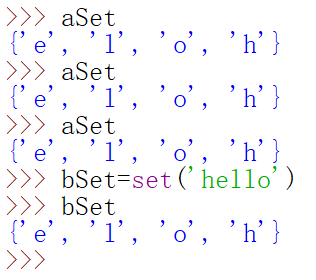 >>> aSet
{'e', 'l', 'o', 'h'}
>>> aSet
{'e', 'l', 'o', 'h'}
>>> aSet
{'e', 'l', 'o', 'h'}
>>> bSet=set('hello')
>>> bSet
{'e', 'l', 'o', 'h'}
>>>